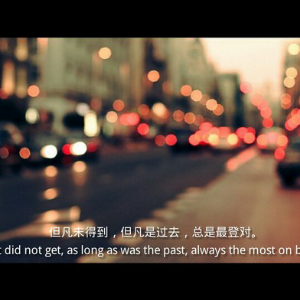 但凡未得到，但凡是过去，总是最登对。
did not get, as long as was the past, always the most on